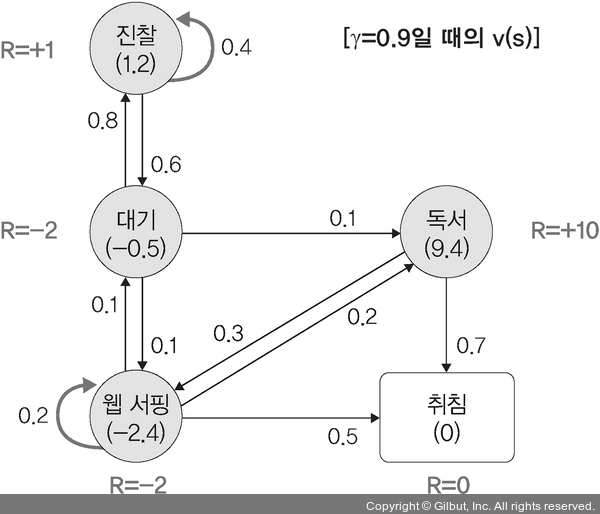 [γ=0.9일 때의 v(s)]
R=+1
진찰
(1.2)
0.4
0.8
0.6
R=−2
대기
(−0.5)
0.1
독서
(9.4)
R=+10
0.1
0.1
0.3
0.2
0.7
0.2
웹 서핑
(−2.4)
0.5
취침
(0)
R=−2
R=0
Copyright © Gilbut, Inc. All rights reserved.